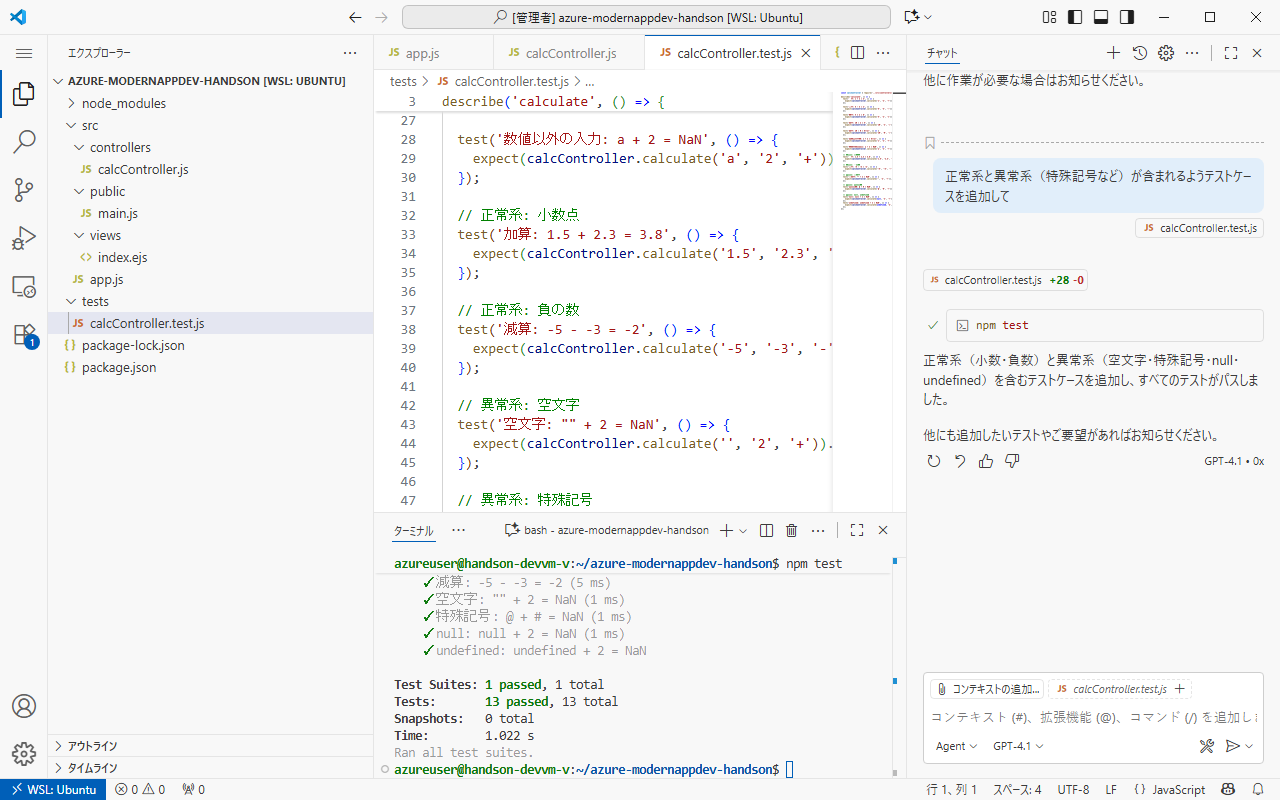 [管理者] azure-modernappdev-handson [WSL: Ubuntu]
エクスプローラー
AZURE-MODERNAPPDEV-HANDSON [WSL: UBUNTU]
node_modules
src
controllers
JS calcController.js
public
JS main.js
views
<> index.ejs
JS app.js
tests
JS calcController.test.js
{} package-lock.json
{} package.json
アウトライン
タイムライン
1
JS app.js
JS calcController.js
JS calcController.test.js
tests > JS calcController.test.js > ...
3 describe('calculate', () => {
27
28 test('数値以外の入力: a + 2 = NaN', () => {
29 expect(calcController.calculate('a', '2', '+'))
30 });
31
32 // 正常系: 小数点
33 test('加算: 1.5 + 2.3 = 3.8', () => {
34 expect(calcController.calculate('1.5', '2.3', '
35 });
36
37 // 正常系: 負の数
38 test('減算: -5 - -3 = -2', () => {
39 expect(calcController.calculate('-5', '-3', '-'
40 });
41
42 // 異常系: 空文字
43 test('空文字: "" + 2 = NaN', () => {
44 expect(calcController.calculate('', '2', '+')).
45 });
46
47 // 異常系: 特殊記号
ターミナル
bash - azure-modernappdev-handson
azureuser@handson-devvm-v:~/azure-modernappdev-handson$ npm test
✓ 減算: -5 - -3 = -2 (5 ms)
✓ 空文字: "" + 2 = NaN (1 ms)
✓ 特殊記号: @ + # = NaN (1 ms)
✓ null: null + 2 = NaN (1 ms)
✓ undefined: undefined + 2 = NaN
Test Suites: 1 passed, 1 total
Tests: 13 passed, 13 total
Snapshots: 0 total
Time: 1.022 s
Ran all test suites.
azureuser@handson-devvm-v:~/azure-modernappdev-handson$
チャット
他に作業が必要な場合はお知らせください。
正常系と異常系（特殊記号など）が含まれるようテストケー
スを追加して
JS calcController.test.js
JS calcController.test.js +28 -0
npm test
正常系（小数・負数）と異常系（空文字・特殊記号・null・
undefined）を含むテストケースを追加し、すべてのテストがパスしま
した。
他にも追加したいテストやご要望があればお知らせください。
GPT-4.1 • 0x
コンテキストの追加...
JS calcController.test.js
コンテキスト (#)、拡張機能 (@)、コマンド (/) を追加しま
Agent
GPT-4.1
WSL: Ubuntu
0
0
0
行 1、列 1
スペース: 4
UTF-8
LF
{} JavaScript